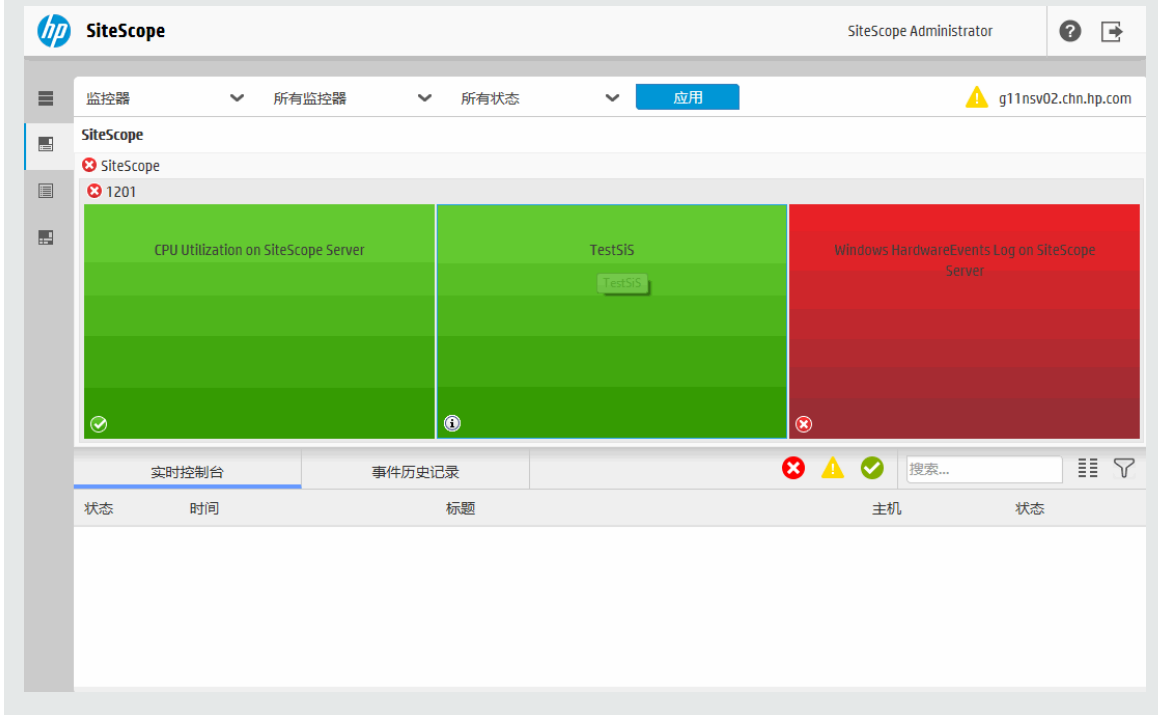 hp SiteScope SiteScope Administrator ?
监控器 所有监控器 所有状态 应用 g11nsv02.chn.hp.com
SiteScope
SiteScope
1201
CPU Utilization on SiteScope Server
TestSiS
TestSiS
Windows HardwareEvents Log on SiteScope
Server
实时控制台 事件历史记录 搜索...
状态 时间 标题 主机 状态